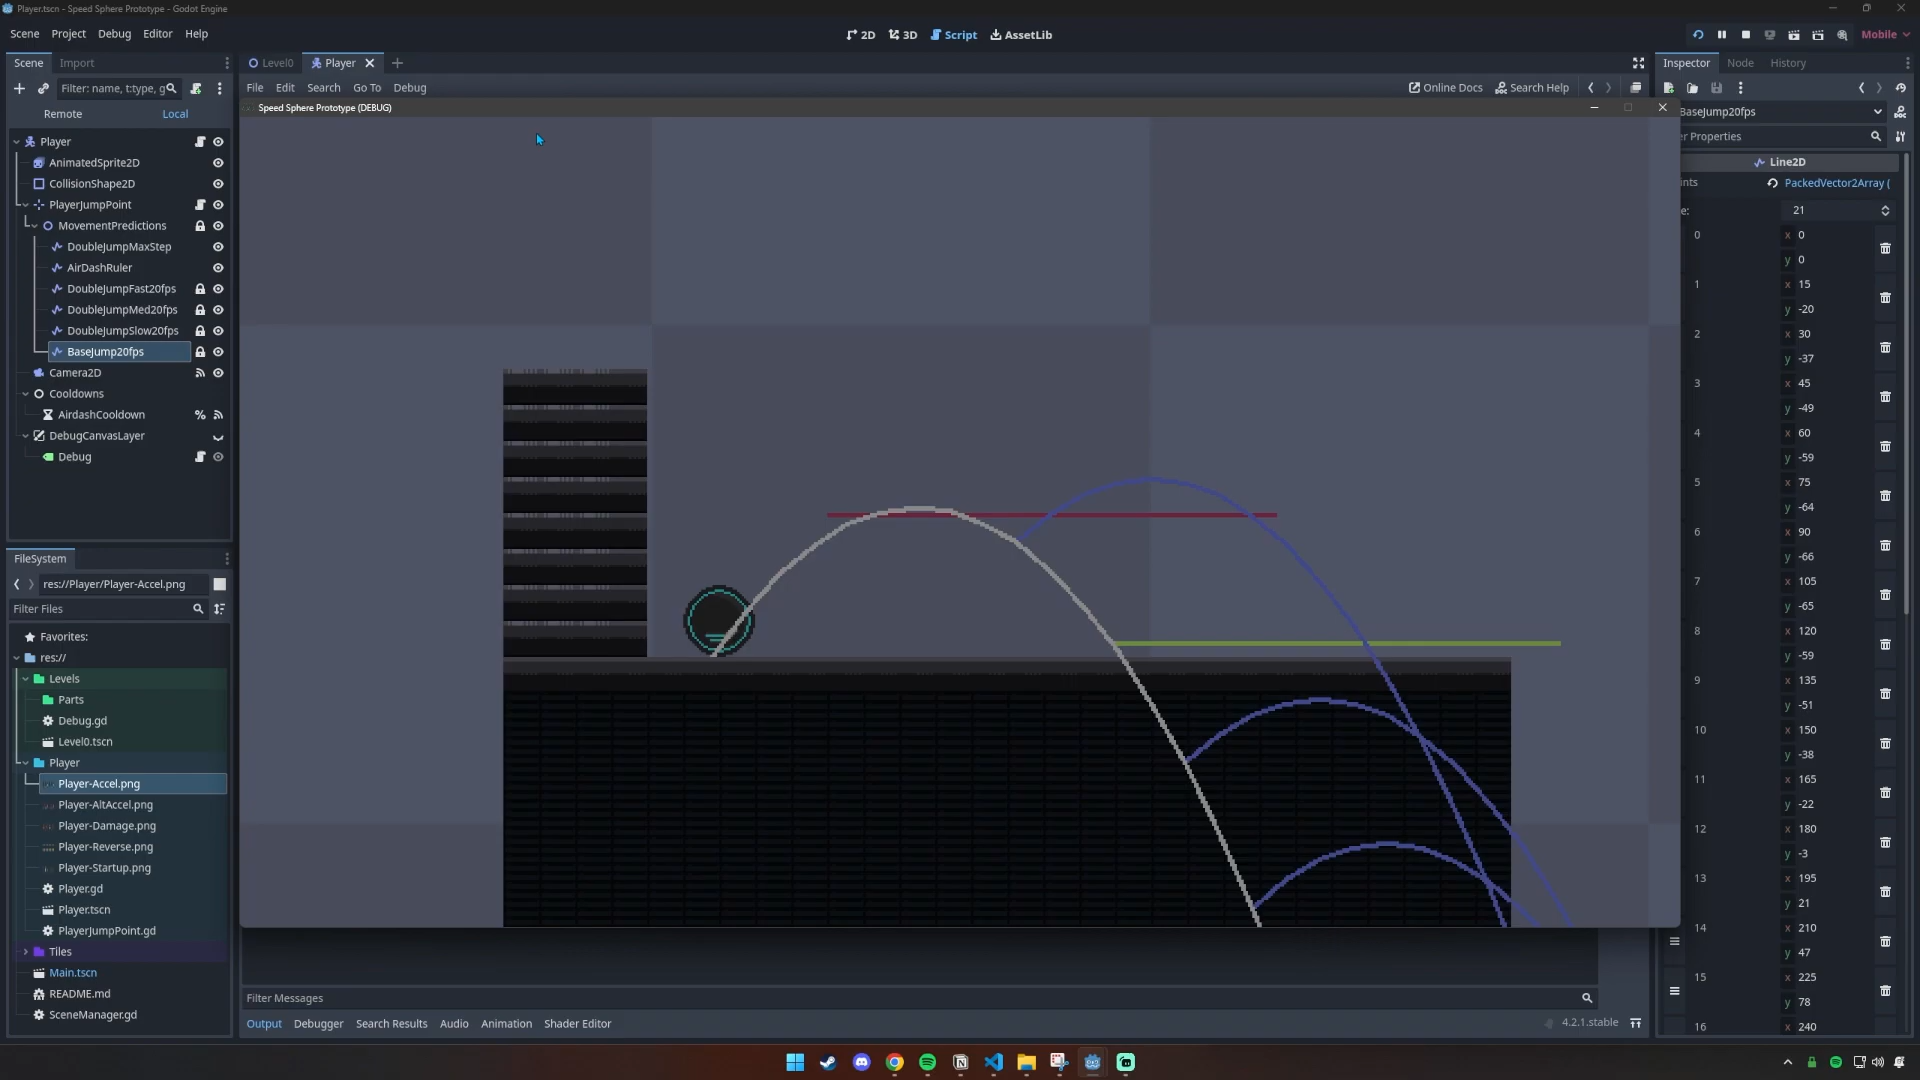 Player.tscn - Speed Sphere Prototype - Godot Engine
Scene Project Debug Editor Help
2D 3D Script AssetLib
Mobile
Scene Import
Level0 Player
Inspector Node History
Filter: name, t:type, g
File Edit Search Go To Debug
Online Docs Search Help
Remote Local
Speed Sphere Prototype (DEBUG)
BaseJump20fps
Player
AnimatedSprite2D
CollisionShape2D
PlayerJumpPoint
MovementPredictions
DoubleJumpMaxStep
AirDashRuler
DoubleJumpFast20fps
DoubleJumpMed20fps
DoubleJumpSlow20fps
BaseJump20fps
Camera2D
Cooldowns
AirdashCooldown
DebugCanvasLayer
Debug
FileSystem
res://Player/Player-Accel.png
Filter Files
Favorites:
res://
Levels
Parts
Debug.gd
Level0.tscn
Player
Player-Accel.png
Player-AltAccel.png
Player-Damage.png
Player-Reverse.png
Player-Startup.png
Player.gd
Player.tscn
PlayerJumpPoint.gd
Tiles
Main.tscn
README.md
SceneManager.gd
Filter Messages
Output Debugger Search Results Audio Animation Shader Editor
4.2.1.stable
r Properties
Line2D
ints PackedVector2Array (
e: 21
0 x 0
y 0
1 x 15
y -20
2 x 30
y -37
3 x 45
y -49
4 x 60
y -59
5 x 75
y -64
6 x 90
y -66
7 x 105
y -65
8 x 120
y -59
9 x 135
y -51
10 x 150
y -38
11 x 165
y -22
12 x 180
y -3
13 x 195
y 21
14 x 210
y 47
15 x 225
y 78
16 x 240